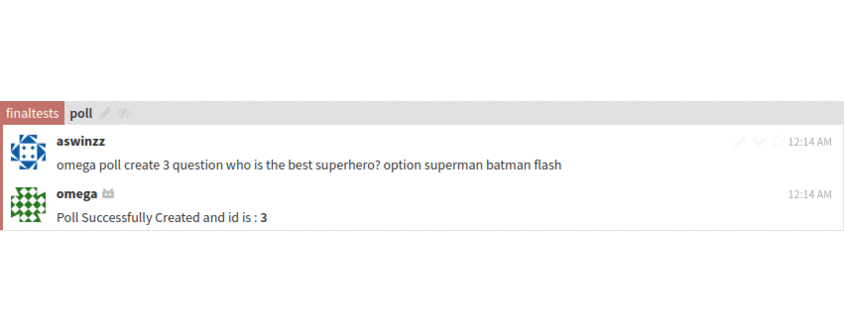 finaltests poll
aswinzz 12:14 AM
omega poll create 3 question who is the best superhero? option superman batman flash
omega 12:14 AM
Poll Successfully Created and id is : 3